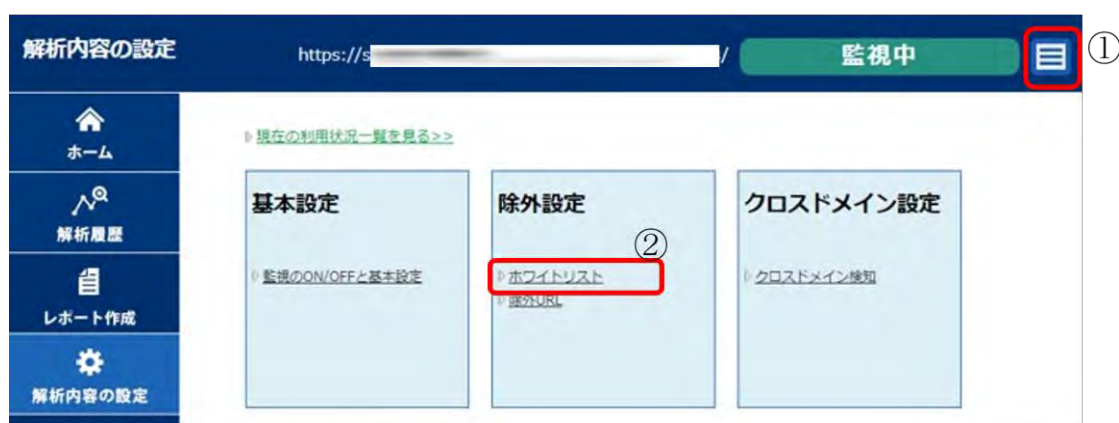 解析内容の設定
https://s /
監視中
①
ホーム
解析履歴
レポート作成
解析内容の設定
現在の利用状況一覧を見る>>
基本設定
監視のON/OFFと基本設定
除外設定
②
ホワイトリスト
除外URL
クロスドメイン設定
クロスドメイン検知